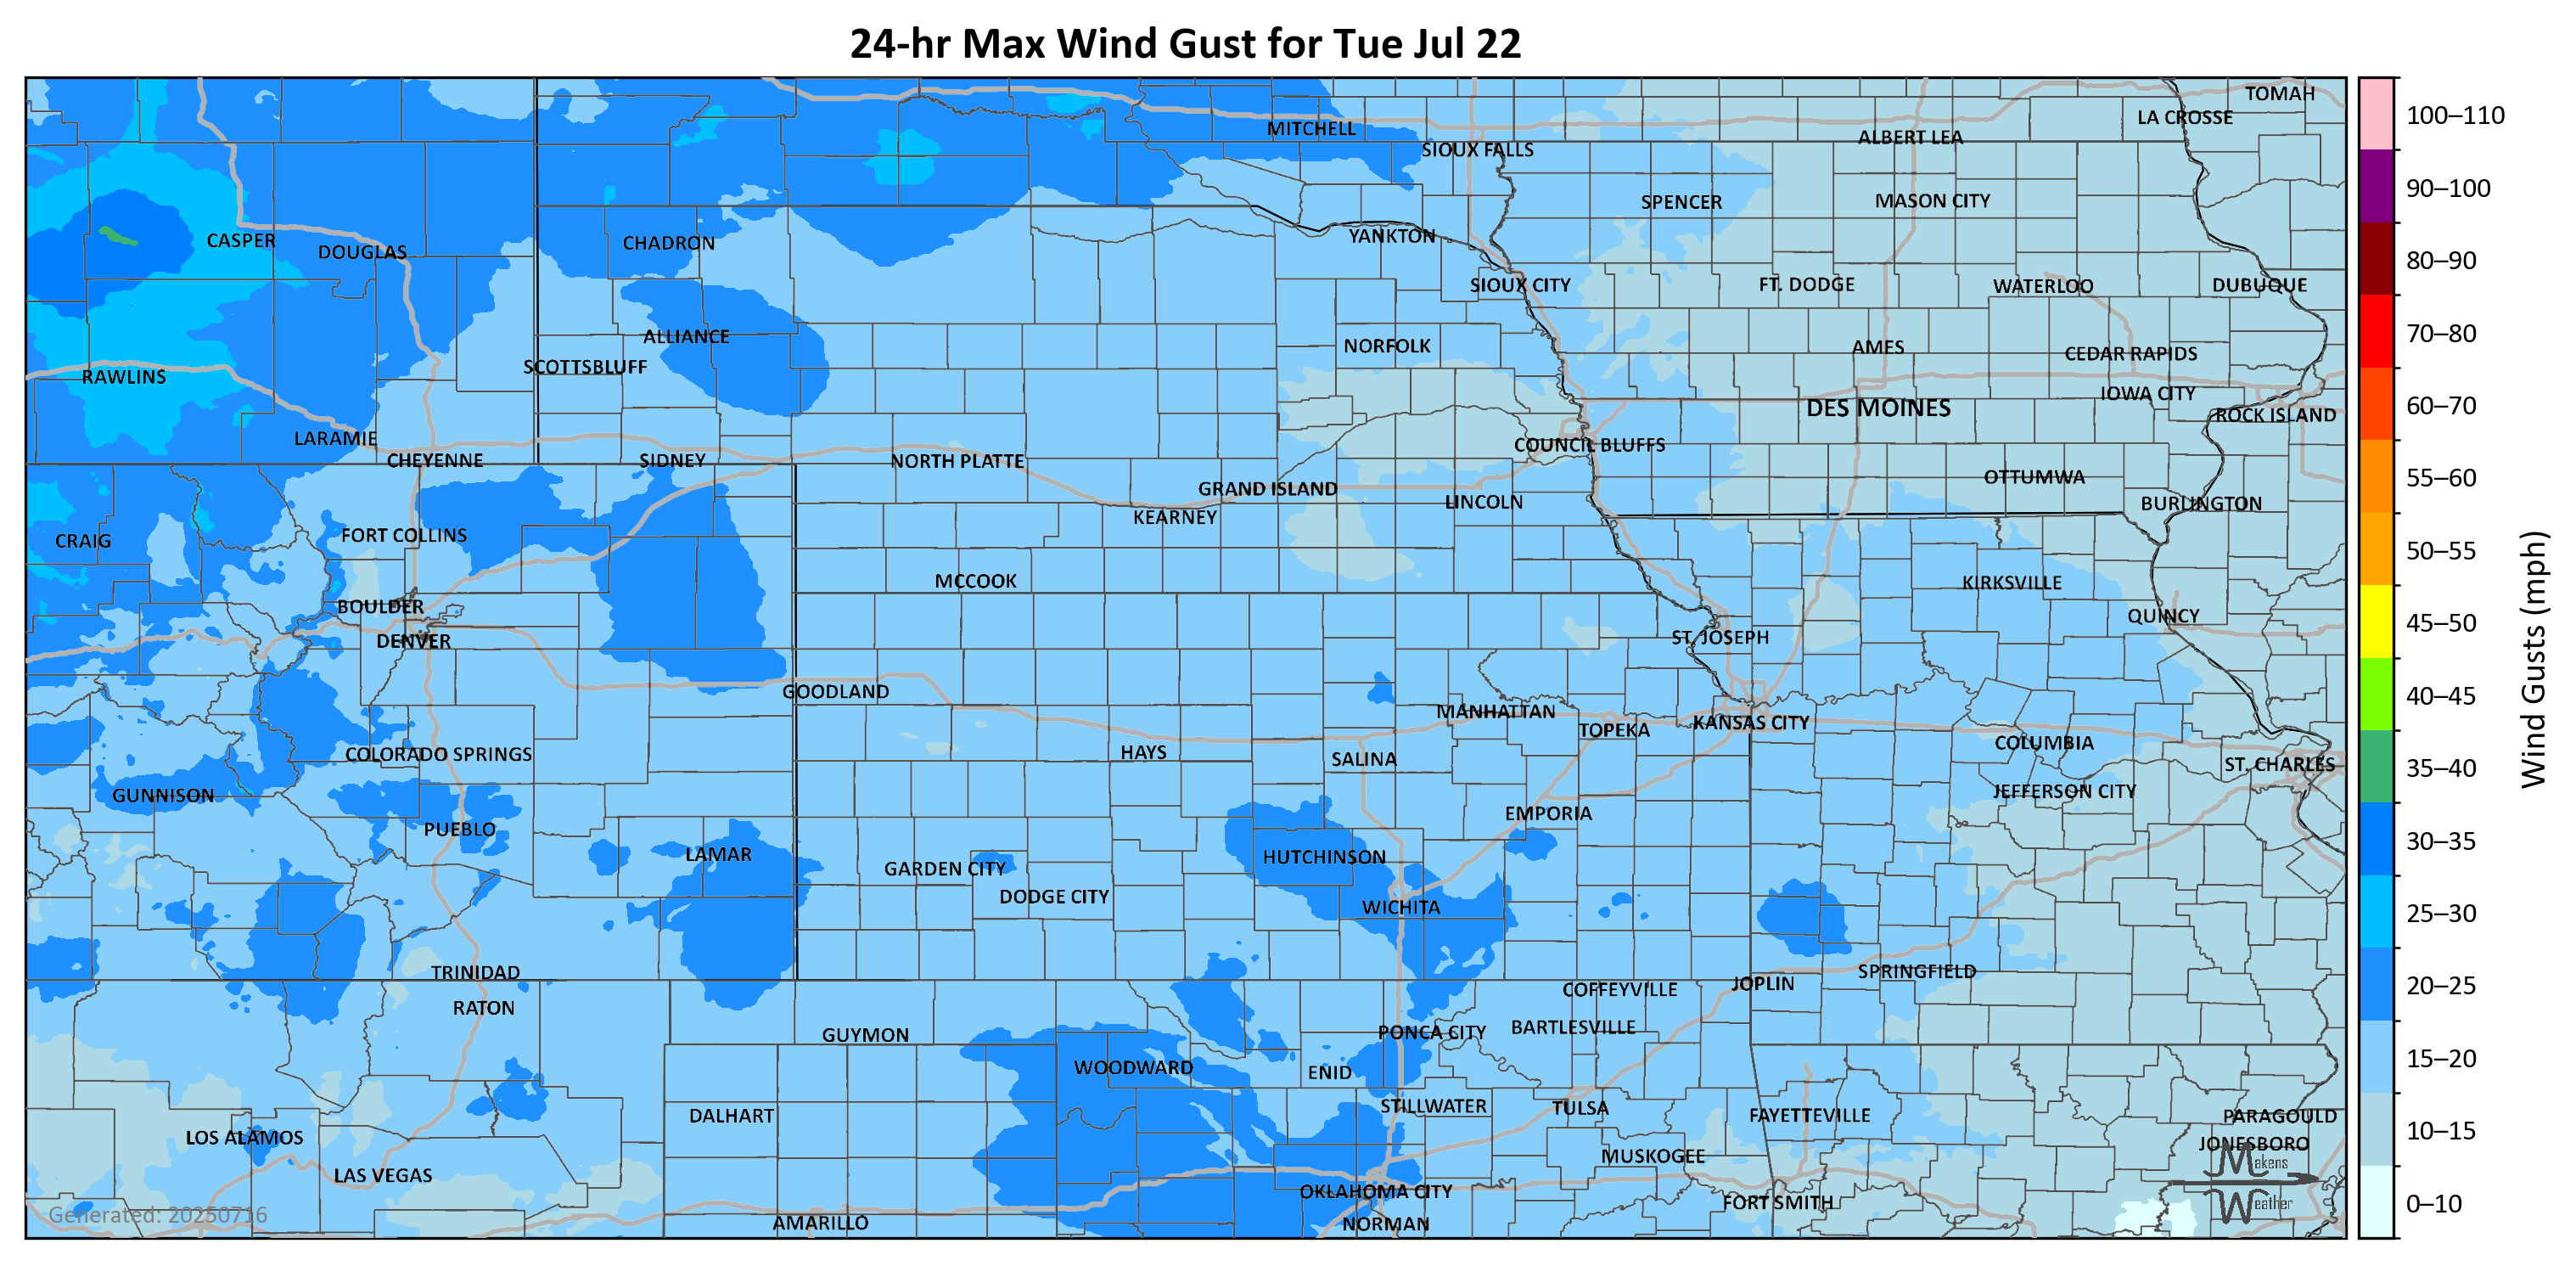 24-hr Max Wind Gust for Tue Jul 22
TOMAH
LA CROSSE
MITCHELL
ALBERT LEA
SIOUX FALLS
SPENCER
MASON CITY
CASPER
DOUGLAS
CHADRON
YANKTON
SIOUX CITY
FT. DODGE
WATERLOO
DUBUQUE
ALLIANCE
NORFOLK
AMES
CEDAR RAPIDS
SCOTTSBLUFF
RAWLINS
IOWA CITY
DES MOINES
ROCK ISLAND
LARAMIE
COUNCIL BLUFFS
CHEYENNE
SIDNEY
NORTH PLATTE
OTTUMWA
GRAND ISLAND
LINCOLN
BURLINGTON
KEARNEY
CRAIG
FORT COLLINS
MCCOOK
KIRKSVILLE
BOULDER
QUINCY
DENVER
ST. JOSEPH
GOODLAND
MANHATTAN
TOPEKA
KANSAS CITY
COLUMBIA
COLORADO SPRINGS
HAYS
SALINA
ST. CHARLES
GUNNISON
JEFFERSON CITY
EMPORIA
PUEBLO
LAMAR
HUTCHINSON
GARDEN CITY
DODGE CITY
WICHITA
TRINIDAD
SPRINGFIELD
JOPLIN
COFFEYVILLE
RATON
BARTLESVILLE
PONCA CITY
GUYMON
WOODWARD
ENID
STILLWATER
TULSA
DALHART
FAYETTEVILLE
PARAGOULD
LOS ALAMOS
JONESBORO
MUSKOGEE
LAS VEGAS
OKLAHOMA CITY
FORT SMITH
AMARILLO
NORMAN
Generated: 20250716
Makens
Weather
100–110
90–100
80–90
70–80
60–70
55–60
50–55
45–50
40–45
35–40
30–35
25–30
20–25
15–20
10–15
0–10
Wind Gusts (mph)